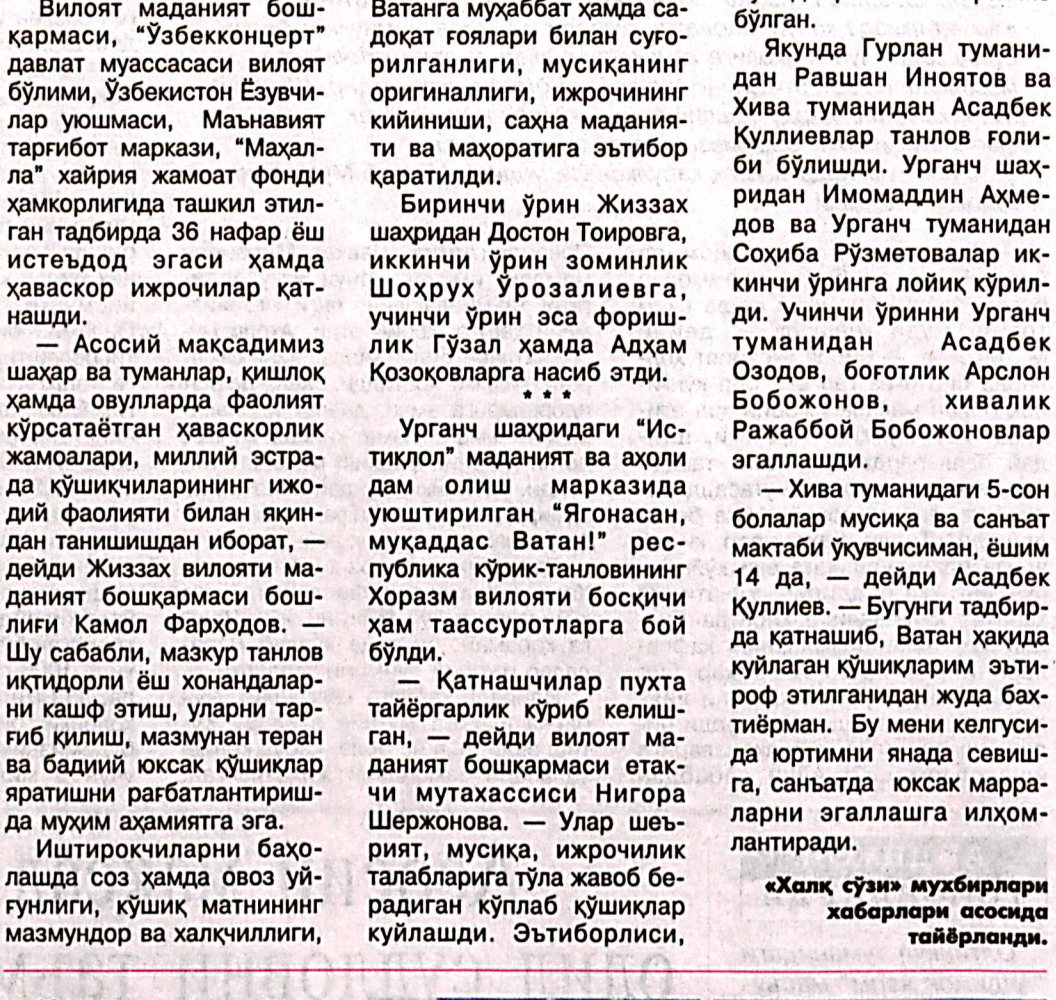 Вилоят маданият бош-
қармаси, “Ўзбекконцерт”
давлат муассасаси вилоят
бўлими, Ўзбекистон Ёзувчи-
лар уюшмаси, Маънавият
тарғибот маркази, “Маҳал-
ла” хайрия жамоат фонди
ҳамкорлигида ташкил этил-
ган тадбирда 36 нафар ёш
истеъдод эгаси ҳамда
ҳаваскор ижрочилар қат-
нашди.
— Асосий мақсадимиз
шаҳар ва туманлар, қишлоқ
ҳамда овулларда фаолият
кўрсатаётган ҳаваскорлик
жамоалари, миллий эстра-
да қўшиқчиларининг ижо-
дий фаолияти билан яқин-
дан танишишдан иборат, —
дейди Жиззах вилояти ма-
даният бошқармаси бош-
лиғи Камол Фарҳодов. —
Шу сабабли, мазкур танлов
иқтидорли ёш хонандалар-
ни кашф этиш, уларни тар-
ғиб қилиш, мазмунан теран
ва бадиий юксак қўшиқлар
яратишни рағбатлантириш-
да муҳим аҳамиятга эга.
Иштирокчиларни баҳо-
лашда соз ҳамда овоз уй-
ғунлиги, қўшиқ матнининг
мазмундор ва халқчиллиги,
Ватанга муҳаббат ҳамда са-
доқат ғоялари билан суғо-
рилганлиги, мусиқанинг
оригиналлиги, ижрочининг
кийиниши, саҳна мадания-
ти ва маҳоратига эътибор
қаратилди.
Биринчи ўрин Жиззах
шаҳридан Достон Тоировга,
иккинчи ўрин зоминлик
Шоҳрух Ўрозалиевга,
учинчи ўрин эса фориш-
лик Гўзал ҳамда Адҳам
Қозоқовларга насиб этди.
* * *
Урганч шаҳридаги “Ис-
тиқлол” маданият ва аҳоли
дам олиш марказида
уюштирилган “Ягонасан,
муқаддас Ватан!” рес-
публика кўрик-танловининг
Хоразм вилояти босқичи
ҳам таассуротларга бой
бўлди.
— Қатнашчилар пухта
тайёргарлик кўриб келиш-
ган, — дейди вилоят ма-
даният бошқармаси етак-
чи мутахассиси Нигора
Шержонова. — Улар шеъ-
рият, мусиқа, ижрочилик
талабларига тўла жавоб бе-
радиган кўплаб қўшиқлар
куйлашди. Эътиборлиси,
бўлган.
Якунда Гурлан тумани-
дан Равшан Иноятов ва
Хива туманидан Асадбек
Қуллиевлар танлов ғоли-
би бўлишди. Урганч шаҳ-
ридан Имомаддин Аҳме-
дов ва Урганч туманидан
Соҳиба Рўзметовалар ик-
кинчи ўринга лойиқ кўрил-
ди. Учинчи ўринни Урганч
туманидан Асадбек
Озодов, боғотлик Арслон
Бобожонов, хивалик
Ражаббой Бобожоновлар
эгаллашди.
— Хива туманидаги 5-сон
болалар мусиқа ва санъат
мактаби ўқувчисиман, ёшим
14 да, — дейди Асадбек
Қуллиев. — Бугунги тадбир-
да қатнашиб, Ватан ҳақида
куйлаган қўшиқларим эъти-
роф этилганидан жуда бах-
тиёрман. Бу мени келгуси-
да юртимни янада севиш-
га, санъатда юксак марра-
ларни эгаллашга илҳом-
лантиради.
«Халқ сўзи» мухбирлари
хабарлари асосида
тайёрланди.